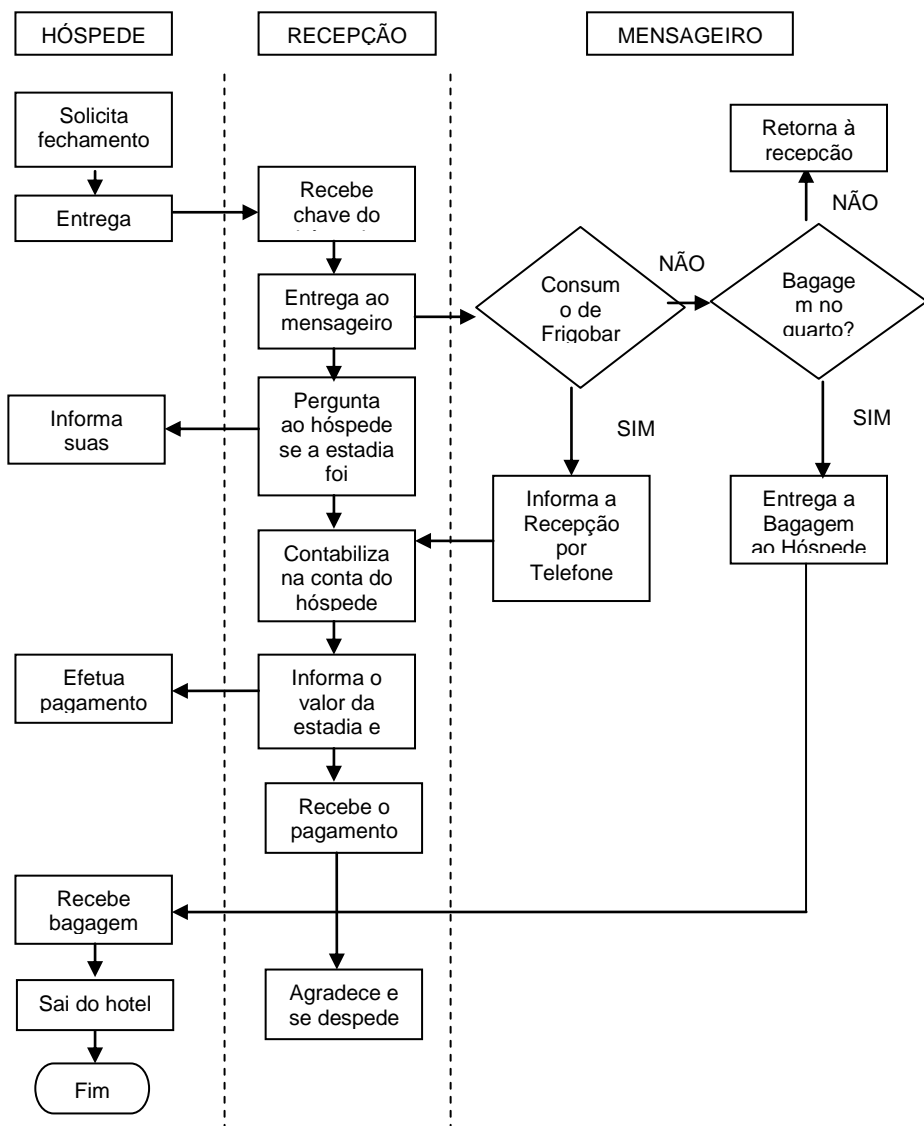 HÓSPEDE
RECEPÇÃO
MENSAGEIRO
Solicita
fechamento
Entrega
Recebe
chave do
Entrega ao
mensageiro
Consum
o de
Frigobar
NÃO
Bagage
m no
quarto?
NÃO
Retorna à
recepção
SIM
SIM
Pergunta
ao hóspede
se a estadia
foi
Informa
suas
Informa a
Recepção
por
Telefone
Entrega a
Bagagem
ao Hóspede
Contabiliza
na conta do
hóspede
Informa o
valor da
estadia e
Efetua
pagamento
Recebe o
pagamento
Recebe
bagagem
Agradece e
se despede
Sai do hotel
Fim